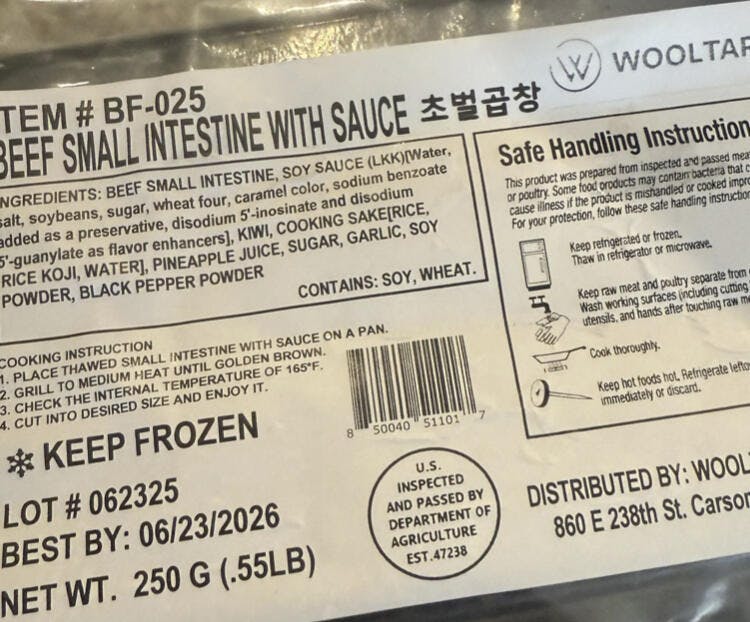 TEM # BF-025
BEEF SMALL INTESTINE WITH SAUCE 초벌곱창
NGREDIENTS: BEEF SMALL INTESTINE, SOY SAUCE (LKK)[Water,
salt, soybeans, sugar, wheat four, caramel color, sodium benzoate
added as a preservative, disodium 5'-inosinate and disodium
5'-guanylate as flavor enhancers], KIWI, COOKING SAKE[RICE,
RICE KOJI, WATER], PINEAPPLE JUICE, SUGAR, GARLIC, SOY
POWDER, BLACK PEPPER POWDER
CONTAINS: SOY, WHEAT.
COOKING INSTRUCTION
1. PLACE THAWED SMALL INTESTINE WITH SAUCE ON A PAN.
2. GRILL TO MEDIUM HEAT UNTIL GOLDEN BROWN.
3. CHECK THE INTERNAL TEMPERATURE OF 165°F.
4. CUT INTO DESIRED SIZE AND ENJOY IT.
KEEP FROZEN
LOT # 062325
BEST BY: 06/23/2026
NET WT. 250 G (.55LB)
8 50040 51101 7
U.S.
INSPECTED
AND PASSED BY
DEPARTMENT OF
AGRICULTURE
EST.47238
W WOOLTAR
Safe Handling Instruction
This product was prepared from inspected and passed mea
or poultry. Some food products may contain bacteria that c
cause illness if the product is mishandled or cooked impro
For your protection, follow these safe handling instruction
Keep refrigerated or frozen.
Thaw in refrigerator or microwave.
Keep raw meat and poultry separate from
Wash working surfaces (including cutting
utensils, and hands after touching raw m
Cook thoroughly.
Keep hot foods hot. Refrigerate lefto
immediately or discard.
DISTRIBUTED BY: WOOL
860 E 238th St. Carson